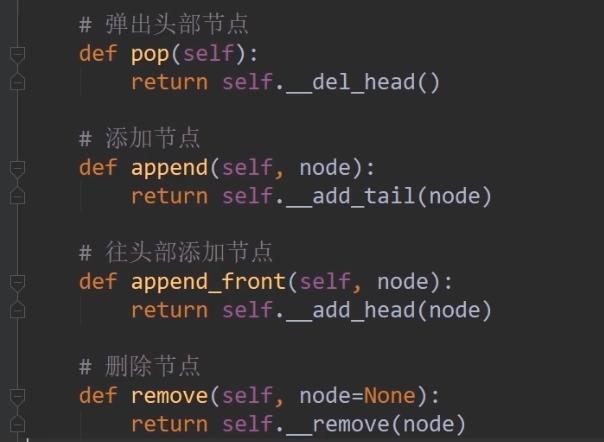 # 弹出头部节点
def pop(self):
    return self.__del_head()

# 添加节点
def append(self, node):
    return self.__add_tail(node)

# 往头部添加节点
def append_front(self, node):
    return self.__add_head(node)

# 删除节点
def remove(self, node=None):
    return self.__remove(node)